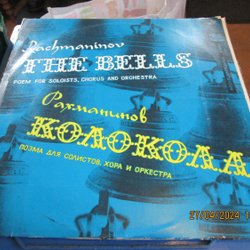 Rachmaninov
THE BELLS
POEM FOR SOLOISTS, CHORUS AND ORCHESTRA
Рахманинов
КОЛОКОЛА
ПОЭМА ДЛЯ СОЛИСТОВ, ХОРА И ОРКЕСТРА
27/09/2024 1